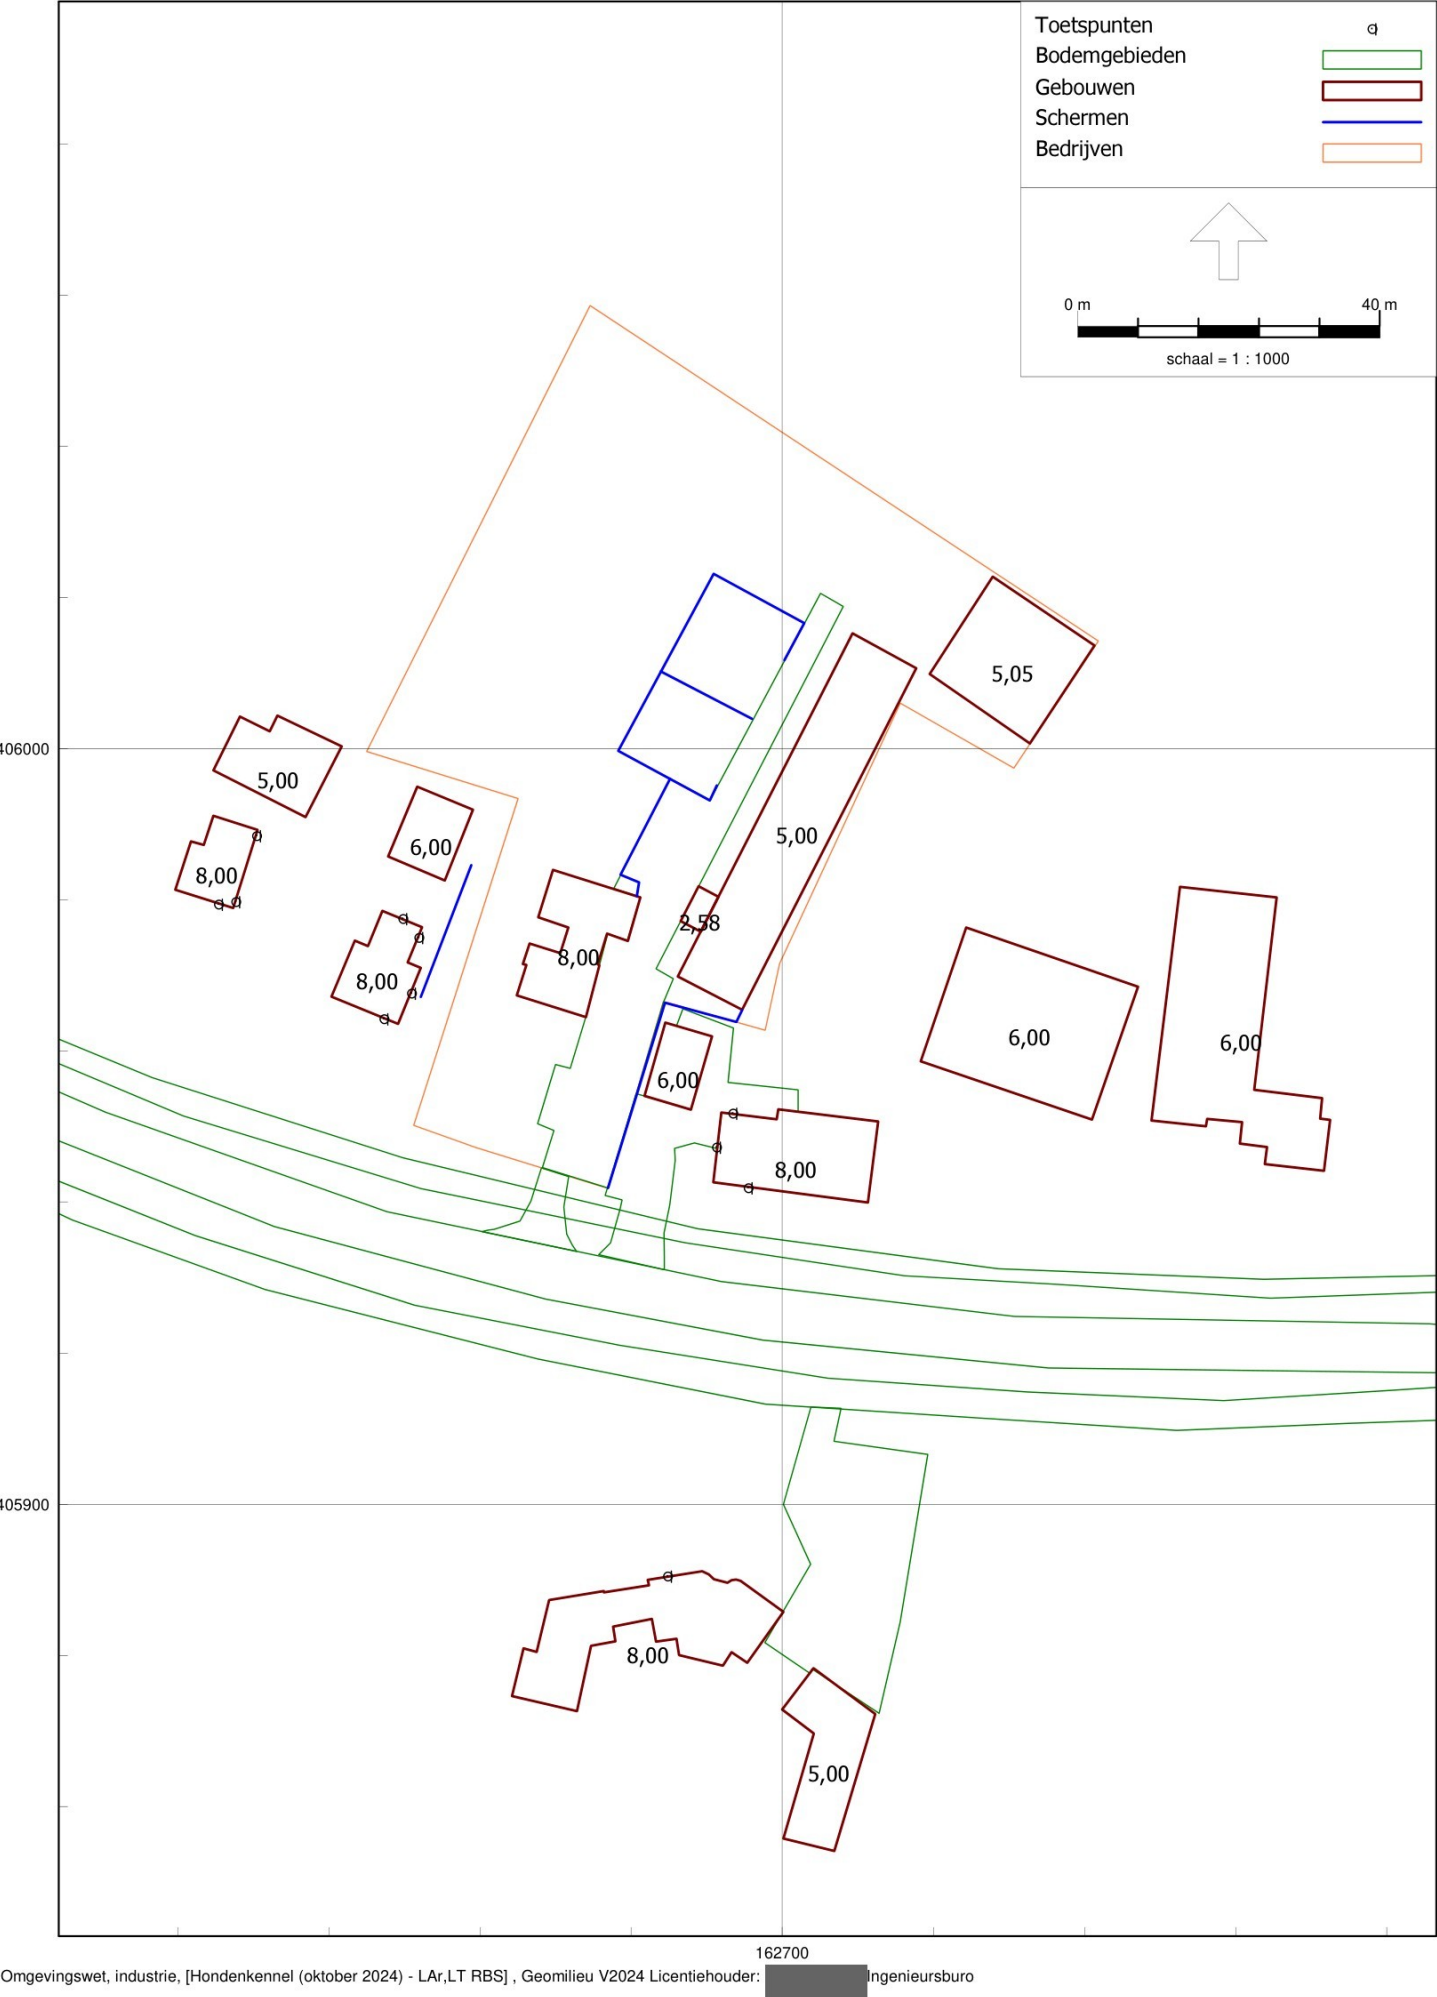 Toetspunten
Bodemgebieden
Gebouwen
Schermen
Bedrijven
0 m 40 m
schaal = 1 : 1000
5,05
406000
5,00
5,00
6,00
8,00
2,58
8,00
8,00
6,00
6,00
6,00
8,00
405900
8,00
5,00
162700
Omgevingswet, industrie, [Hondenkennel (oktober 2024) - LAr,LT RBS] , Geomilieu V2024 Licentiehouder: Ingenieursburo